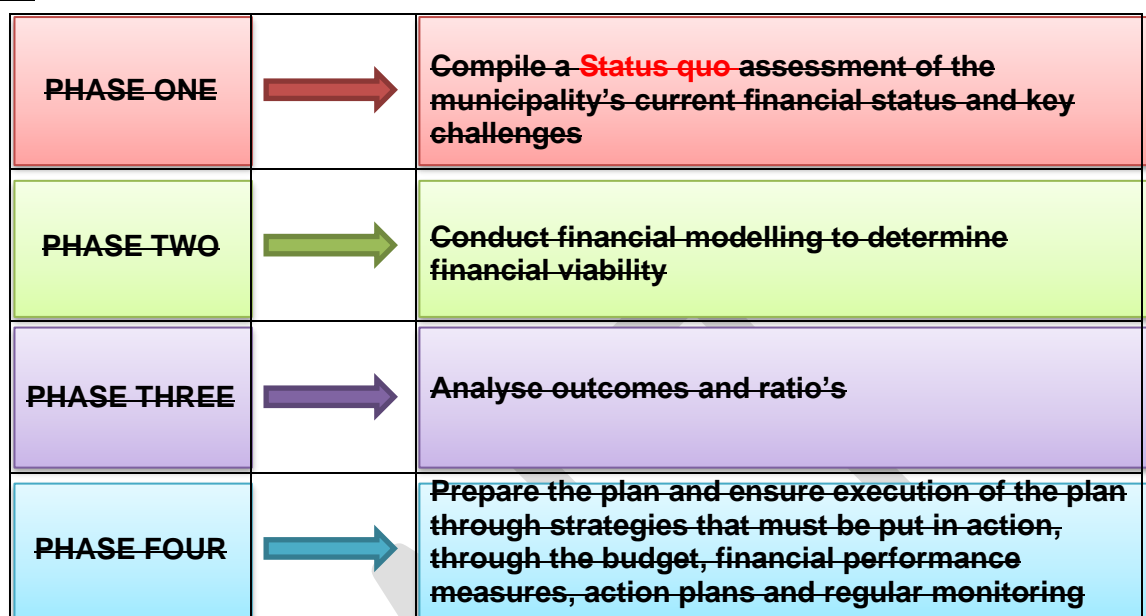 PHASE ONE
Compile a Status quo assessment of the
municipality’s current financial status and key
challenges
PHASE TWO
Conduct financial modelling to determine
financial viability
PHASE THREE
Analyse outcomes and ratio’s
PHASE FOUR
Prepare the plan and ensure execution of the plan
through strategies that must be put in action,
through the budget, financial performance
measures, action plans and regular monitoring